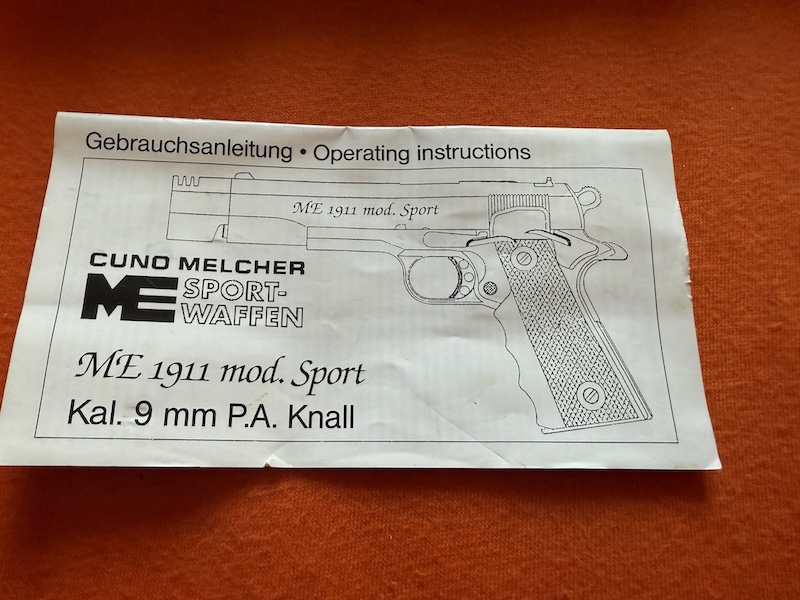 Gebrauchsanleitung • Operating instructions
ME 1911 mod. Sport
CUNO MELCHER
ME SPORT-
WAFFEN
ME 1911 mod. Sport
Kal. 9 mm P.A. Knall